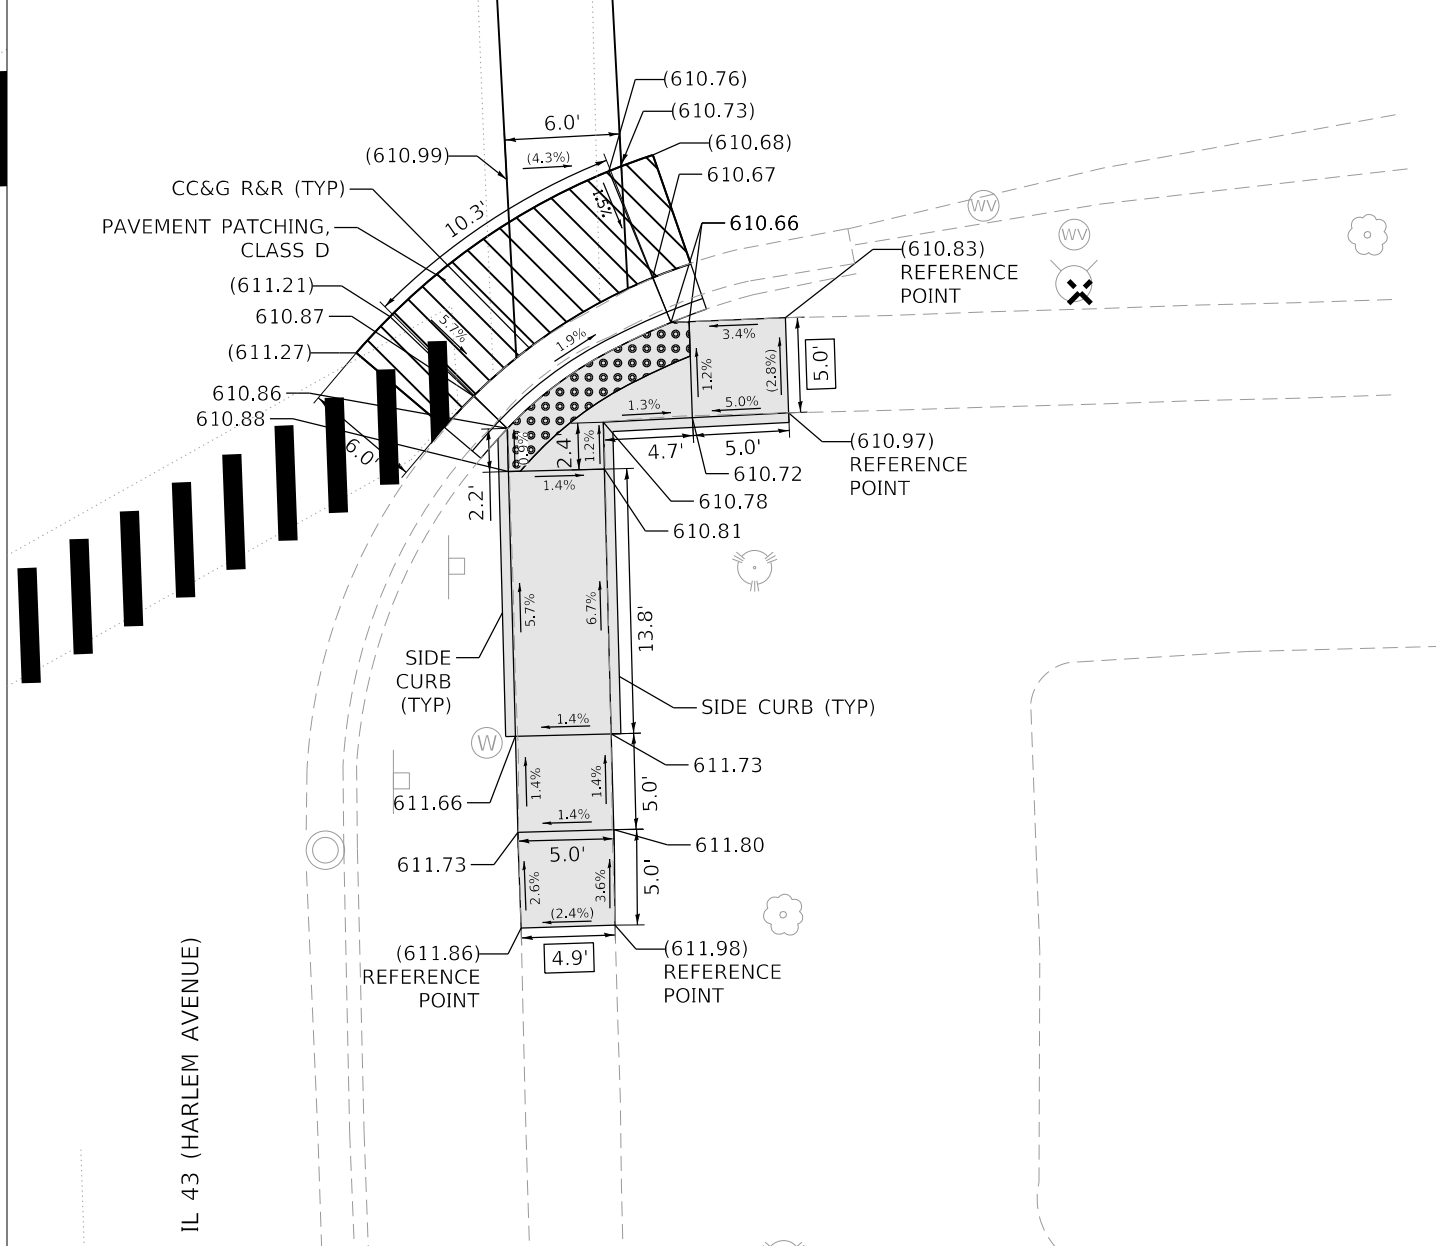 (610.76)
(610.73)
6.0'
(610.68)
(610.99)
(4.3%)
610.67
CC&G R&R (TYP)
1.5%
10.3'
610.66
PAVEMENT PATCHING,
CLASS D
(610.83)
REFERENCE
POINT
WV
WV
(611.21)
610.87
5.7%
1.9%
3.4%
(611.27)
1.2%
(2.8%)
5.0'
610.86
5.0%
1.3%
610.88
6.0'
0.9%
2.4'
1.2%
4.7'
5.0'
(610.97)
REFERENCE
POINT
610.72
1.4%
2.2'
610.78
610.81
5.7%
6.7%
13.8'
SIDE
CURB
(TYP)
SIDE CURB (TYP)
1.4%
W
611.73
1.4%
1.4%
5.0'
611.66
1.4%
611.80
5.0'
611.73
2.6%
3.6%
5.0'
(2.4%)
(611.86)
REFERENCE
POINT
4.9'
(611.98)
REFERENCE
POINT
IL 43 (HARLEM AVENUE)